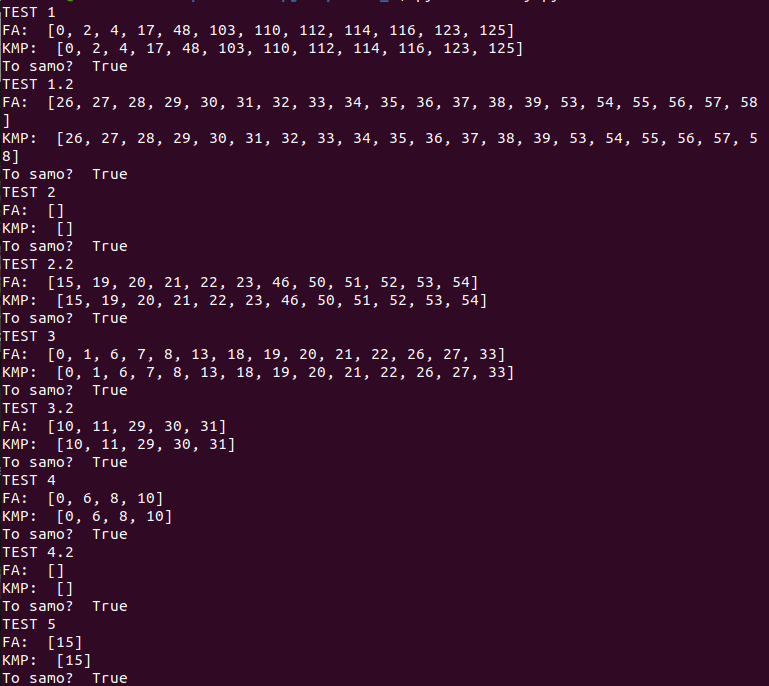 TEST 1
FA:  [0, 2, 4, 17, 48, 103, 110, 112, 114, 116, 123, 125]
KMP:  [0, 2, 4, 17, 48, 103, 110, 112, 114, 116, 123, 125]
To samo?  True
TEST 1.2
FA:  [26, 27, 28, 29, 30, 31, 32, 33, 34, 35, 36, 37, 38, 39, 53, 54, 55, 56, 57, 58
]
KMP:  [26, 27, 28, 29, 30, 31, 32, 33, 34, 35, 36, 37, 38, 39, 53, 54, 55, 56, 57, 5
8]
To samo?  True
TEST 2
FA:  []
KMP:  []
To samo?  True
TEST 2.2
FA:  [15, 19, 20, 21, 22, 23, 46, 50, 51, 52, 53, 54]
KMP:  [15, 19, 20, 21, 22, 23, 46, 50, 51, 52, 53, 54]
To samo?  True
TEST 3
FA:  [0, 1, 6, 7, 8, 13, 18, 19, 20, 21, 22, 26, 27, 33]
KMP:  [0, 1, 6, 7, 8, 13, 18, 19, 20, 21, 22, 26, 27, 33]
To samo?  True
TEST 3.2
FA:  [10, 11, 29, 30, 31]
KMP:  [10, 11, 29, 30, 31]
To samo?  True
TEST 4
FA:  [0, 6, 8, 10]
KMP:  [0, 6, 8, 10]
To samo?  True
TEST 4.2
FA:  []
KMP:  []
To samo?  True
TEST 5
FA:  [15]
KMP:  [15]
To samo?  True